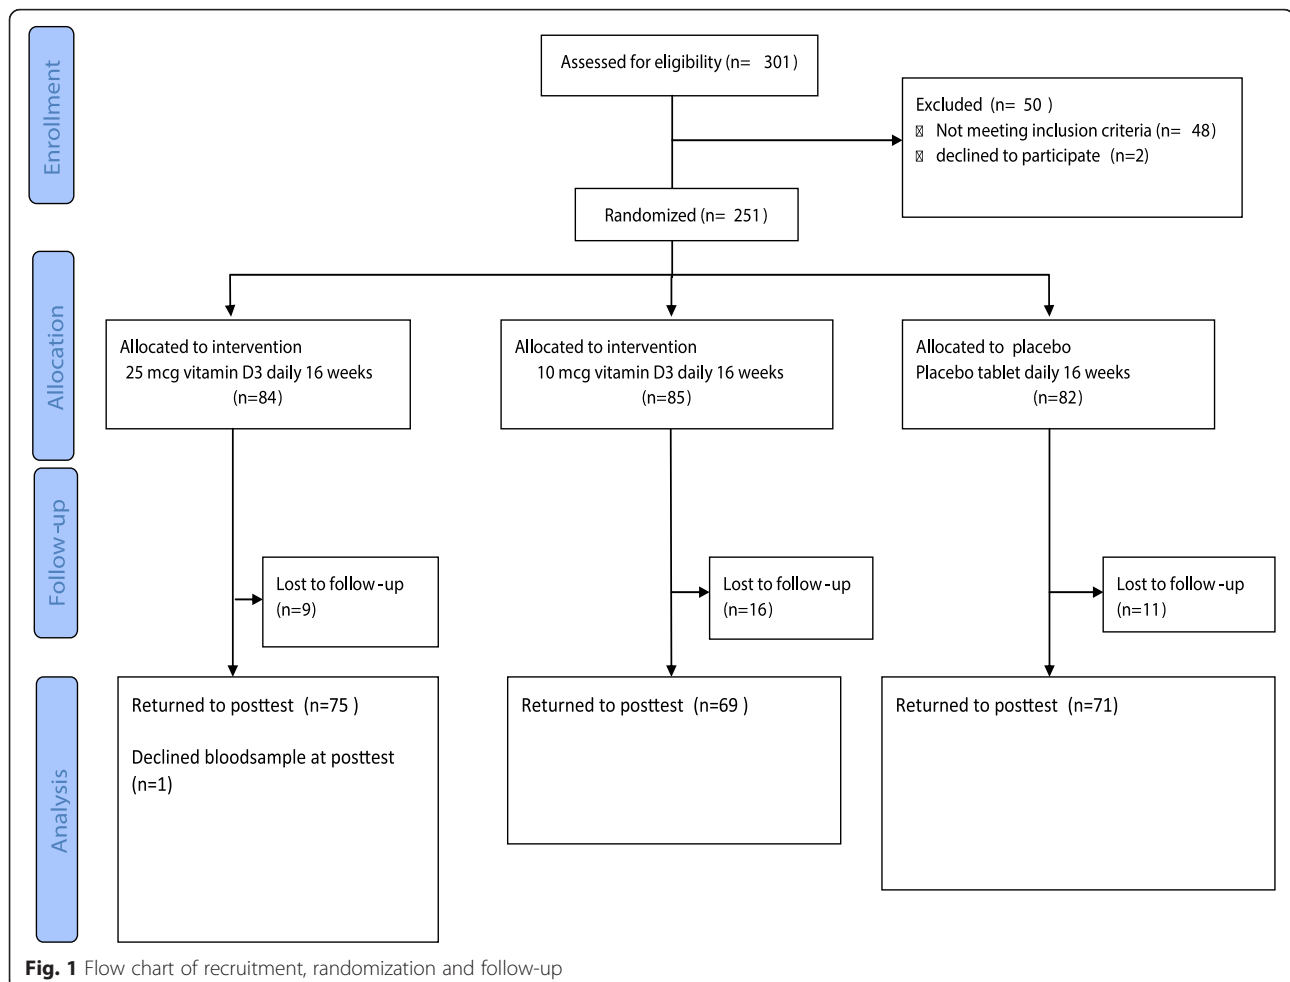 Enrollment
Assessed for eligibility (n= 301)
Excluded (n= 50 )
Not meeting inclusion criteria (n= 48)
declined to participate (n=2)
Randomized (n= 251)
Allocation
Allocated to intervention
25 mcg vitamin D3 daily 16 weeks
(n=84)
Allocated to intervention
10 mcg vitamin D3 daily 16 weeks
(n=85)
Allocated to placebo
Placebo tablet daily 16 weeks
(n=82)
Follow-up
Lost to follow-up
(n=9)
Lost to follow-up
(n=16)
Lost to follow-up
(n=11)
Analysis
Returned to posttest (n=75 )
Declined bloodsample at posttest
(n=1)
Returned to posttest (n=69 )
Returned to posttest (n=71)
Fig. 1 Flow chart of recruitment, randomization and follow-up